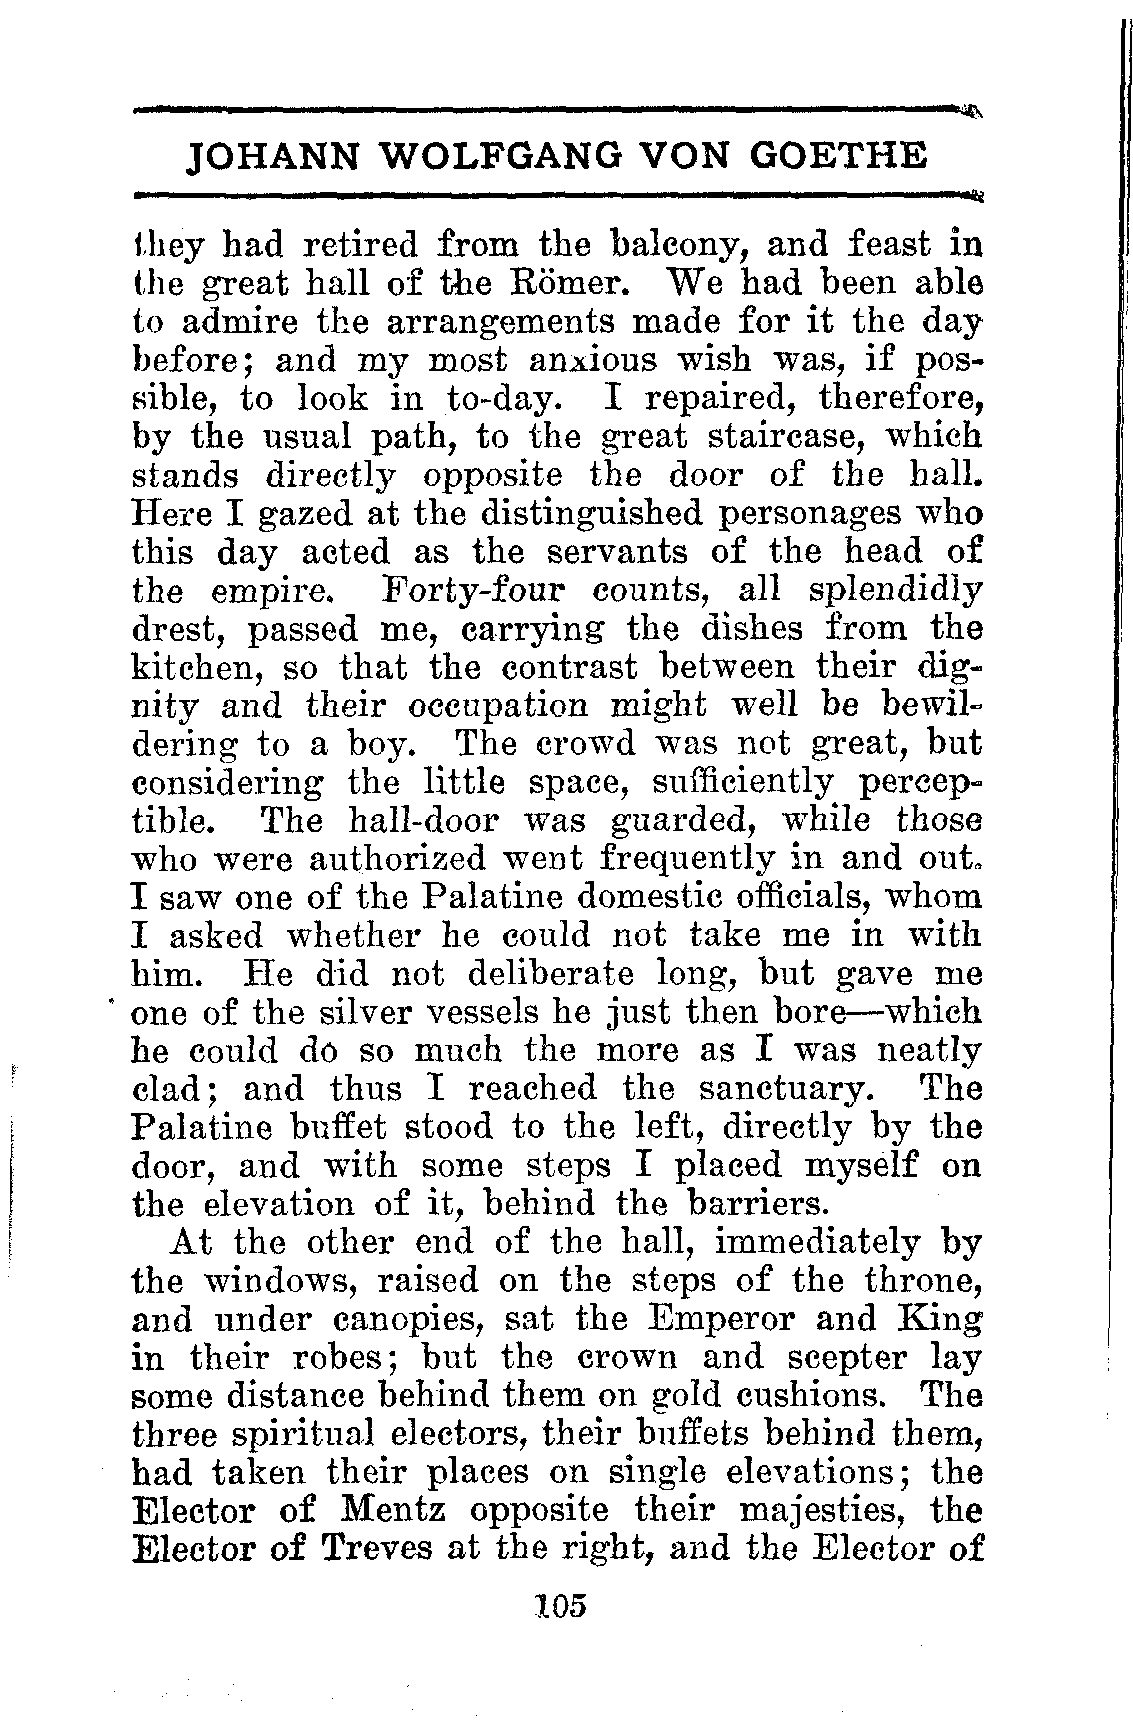 JOHANN WOLFGANG VON GOETHE
they had retired from the balcony, and feast in
the great hall of the Römer. We had been able
to admire the arrangements made for it the day
before; and my most anxious wish was, if pos-
sible, to look in to-day. I repaired, therefore,
by the usual path, to the great staircase, which
stands directly opposite the door of the hall.
Here I gazed at the distinguished personages who
this day acted as the servants of the head of
the empire. Forty-four counts, all splendidly
drest, passed me, carrying the dishes from the
kitchen, so that the contrast between their dig-
nity and their occupation might well be bewil-
dering to a boy. The crowd was not great, but
considering the little space, sufficiently percep-
tible. The hall-door was guarded, while those
who were authorized went frequently in and out.
I saw one of the Palatine domestic officials, whom
I asked whether he could not take me in with
him. He did not deliberate long, but gave me
one of the silver vessels he just then bore—which
he could do so much the more as I was neatly
clad; and thus I reached the sanctuary. The
Palatine buffet stood to the left, directly by the
door, and with some steps I placed myself on
the elevation of it, behind the barriers.
At the other end of the hall, immediately by
the windows, raised on the steps of the throne,
and under canopies, sat the Emperor and King
in their robes; but the crown and scepter lay
some distance behind them on gold cushions. The
three spiritual electors, their buffets behind them,
had taken their places on single elevations; the
Elector of Mentz opposite their majesties, the
Elector of Treves at the right, and the Elector of
105